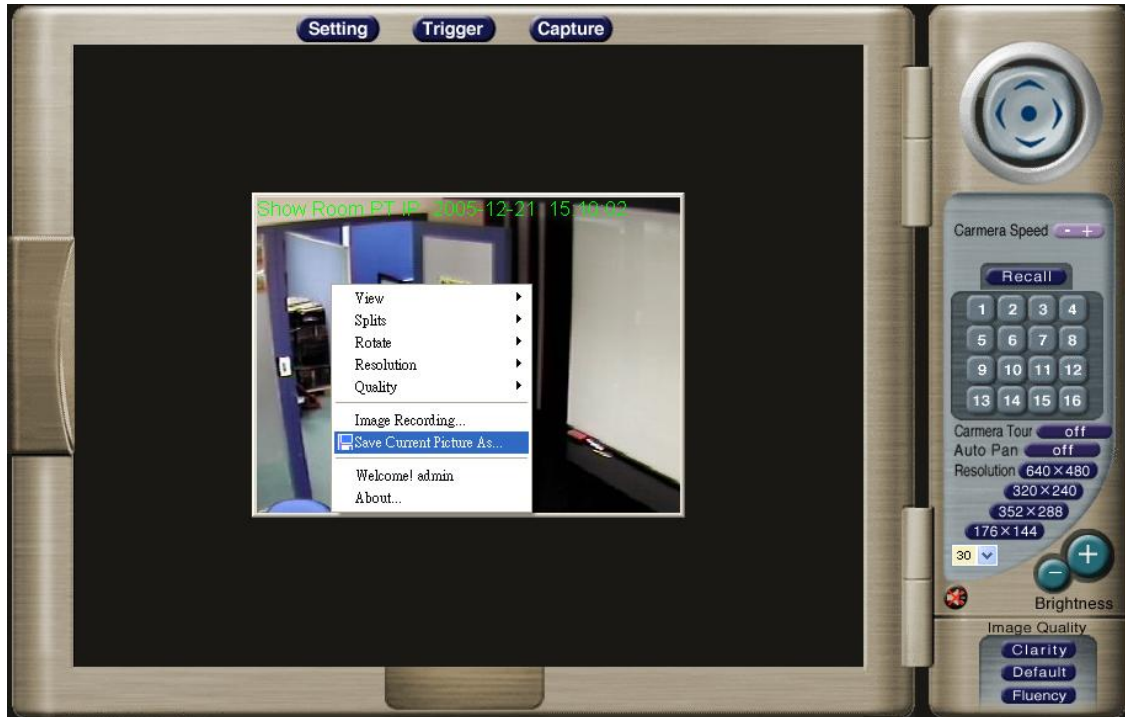 Setting Trigger Capture
Show Room PT IP 2005-12-21 15:10:92
View
Splits
Rotate
Resolution
Quality
Image Recording...
Save Current Picture As...
Welcome! admin
About...
Carmera Speed - +
Recall
1 2 3 4
5 6 7 8
9 10 11 12
13 14 15 16
Carmera Tour off
Auto Pan off
Resolution 640×480
320×240
352×288
176×144
30
+
−
Brightness
Image Quality
Clarity
Default
Fluency